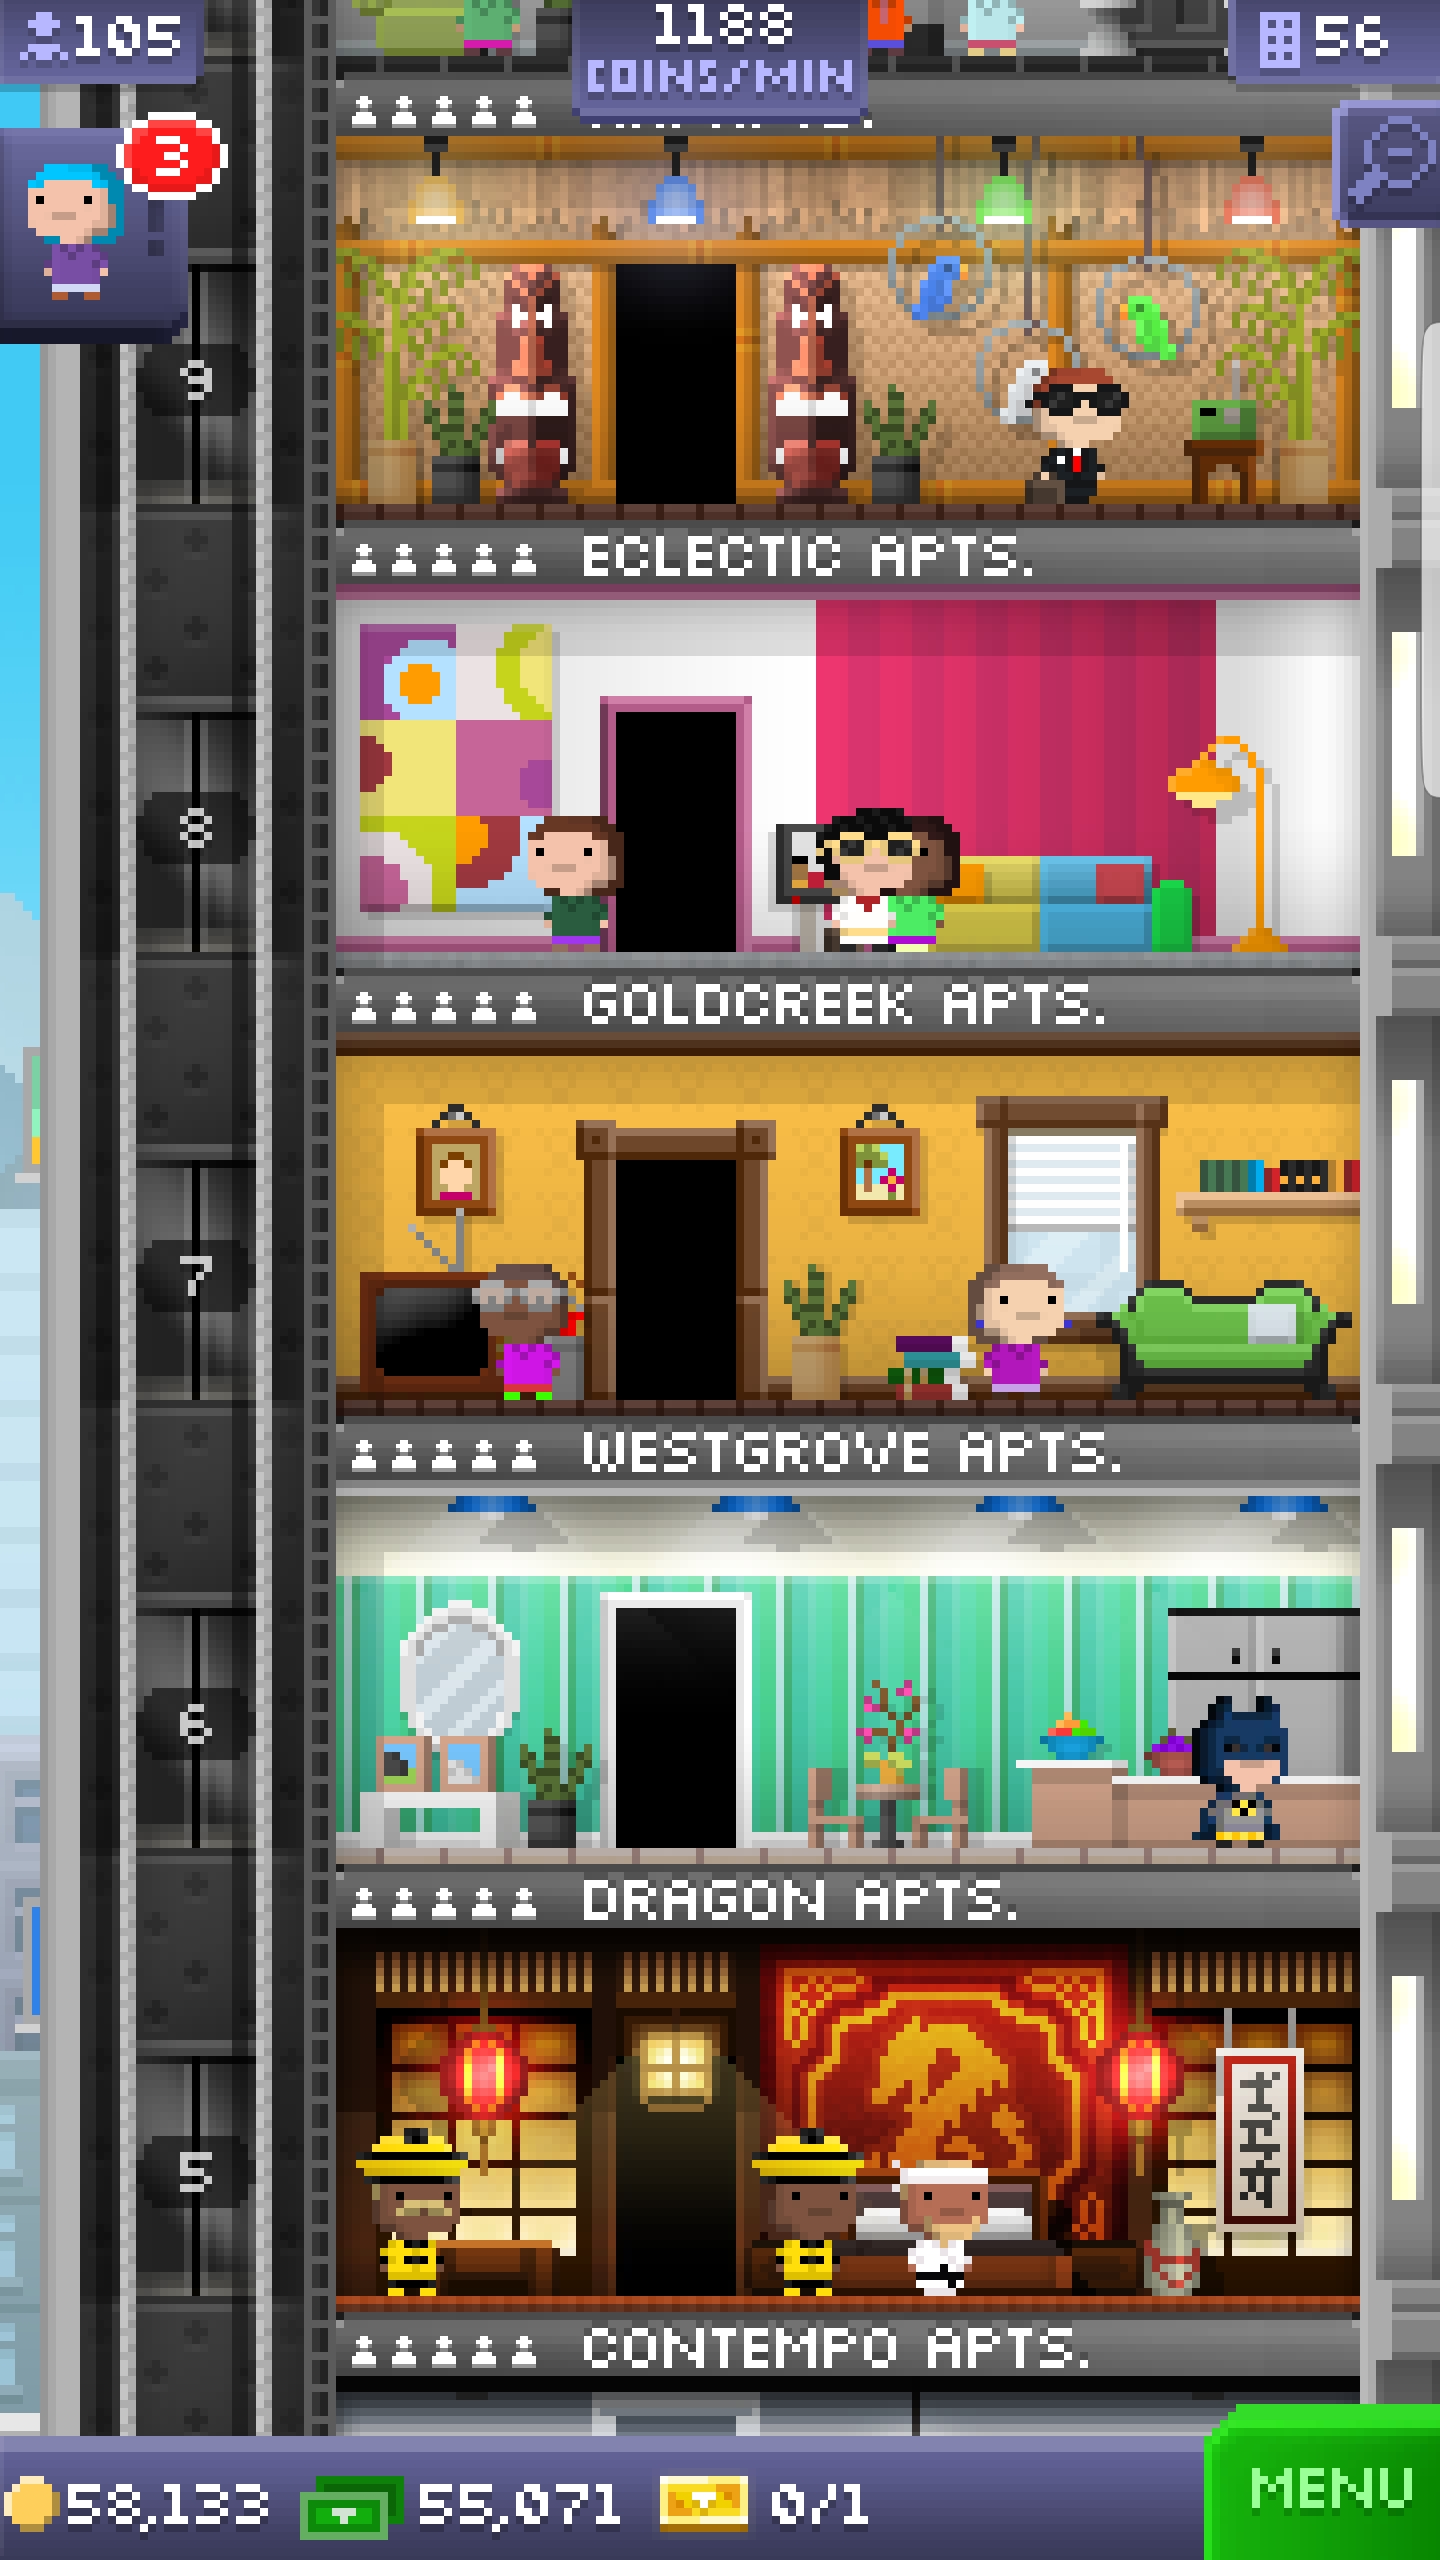 105
1188
COINS/MIN
56
3
9
ECLECTIC APTS.
8
GOLDCREEK APTS.
7
WESTGROVE APTS.
6
DRAGON APTS.
5
CONTEMPO APTS.
58,133
55,071
0/1
MENU